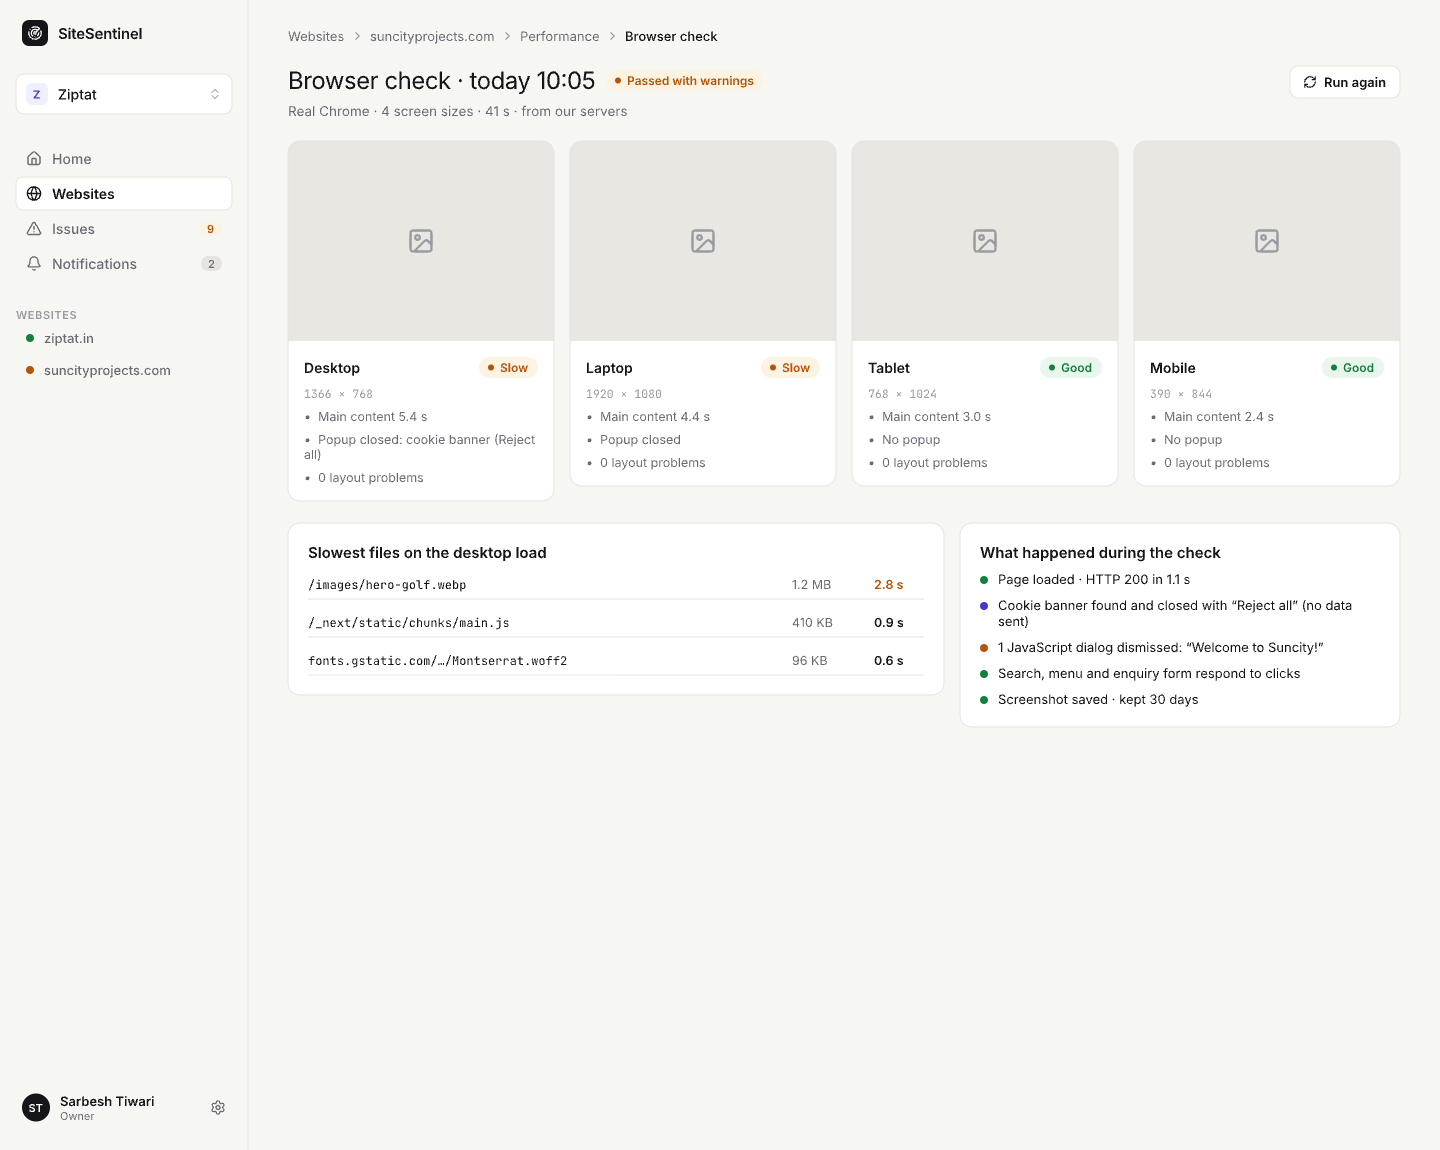 SiteSentinel
Z Ziptat
Home
Websites
Issues 9
Notifications 2
WEBSITES
ziptat.in
suncityprojects.com
ST
Sarbesh Tiwari
Owner
Websites > suncityprojects.com > Performance > Browser check
Browser check · today 10:05 Passed with warnings
Run again
Real Chrome · 4 screen sizes · 41 s · from our servers
Desktop Slow
1366 × 768
• Main content 5.4 s
• Popup closed: cookie banner (Reject
all)
• 0 layout problems
Laptop Slow
1920 × 1080
• Main content 4.4 s
• Popup closed
• 0 layout problems
Tablet Good
768 × 1024
• Main content 3.0 s
• No popup
• 0 layout problems
Mobile Good
390 × 844
• Main content 2.4 s
• No popup
• 0 layout problems
Slowest files on the desktop load
/images/hero-golf.webp 1.2 MB 2.8 s
/_next/static/chunks/main.js 410 KB 0.9 s
fonts.gstatic.com/…/Montserrat.woff2 96 KB 0.6 s
What happened during the check
Page loaded · HTTP 200 in 1.1 s
Cookie banner found and closed with “Reject all” (no data
sent)
1 JavaScript dialog dismissed: “Welcome to Suncity!”
Search, menu and enquiry form respond to clicks
Screenshot saved · kept 30 days